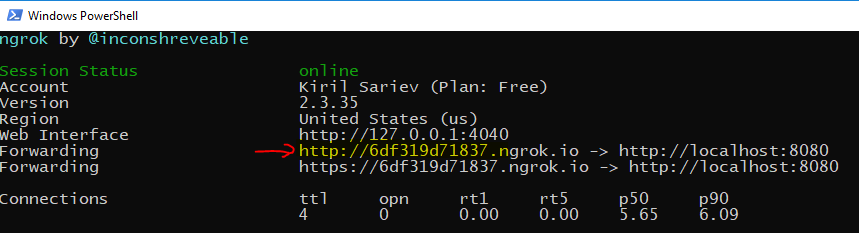 Windows PowerShell
ngrok by @inconshreveable
Session Status online
Account Kiril Sariev (Plan: Free)
Version 2.3.35
Region United States (us)
Web Interface http://127.0.0.1:4040
Forwarding http://6df319d71837.ngrok.io -> http://localhost:8080
Forwarding https://6df319d71837.ngrok.io -> http://localhost:8080
Connections ttl opn rt1 rt5 p50 p90
4 0 0.00 0.00 5.65 6.09